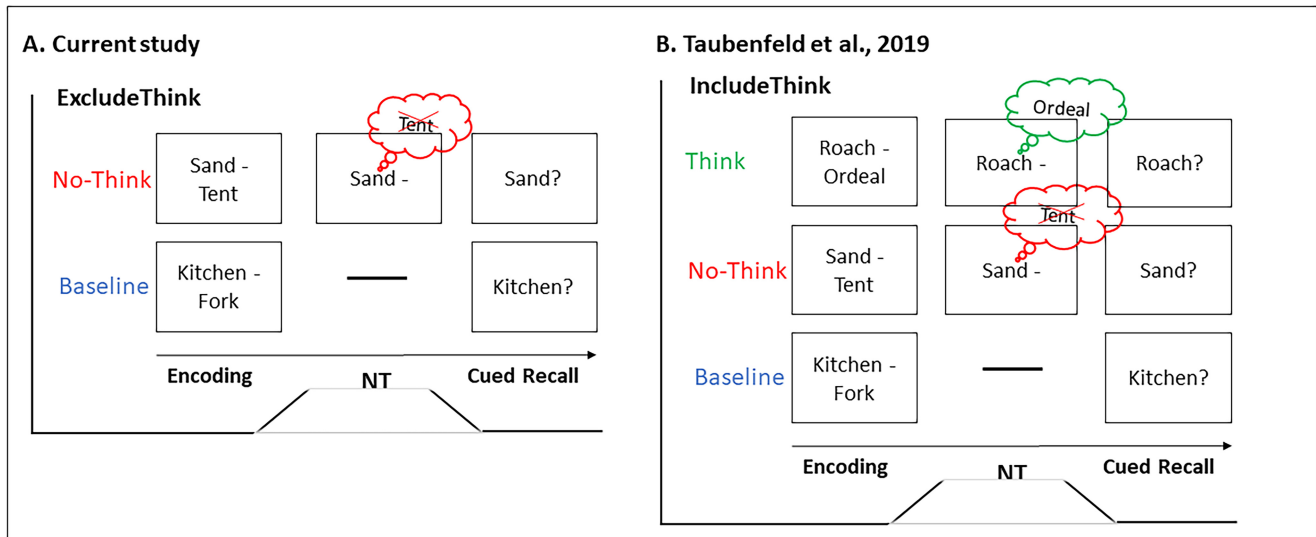 A. Current study
ExcludeThink
Tent
No-Think
Sand -
Tent
Sand -
Sand?
Baseline
Kitchen -
Fork
Kitchen?
Encoding
NT
Cued Recall
B. Taubenfeld et al., 2019
IncludeThink
Ordeal
Think
Roach -
Ordeal
Roach -
Roach?
Tent
No-Think
Sand -
Tent
Sand -
Sand?
Baseline
Kitchen -
Fork
Kitchen?
Encoding
NT
Cued Recall